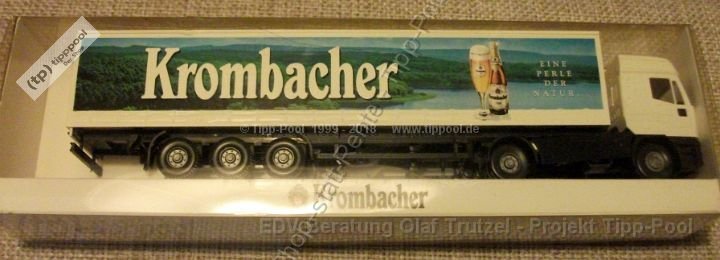 (tp) tipppool
Krombacher
EINE
PERLE
DER
NATUR.
© Tipp-Pool 1999 - 2018 www.tippool.de
Krombacher
EDV-Beratung Olaf Trutzel - Projekt Tipp-Pool